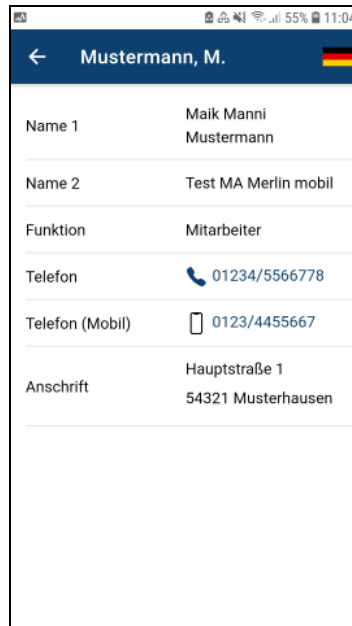 55% 11:04
Mustermann, M.
Name 1 Maik Manni
Mustermann
Name 2 Test MA Merlin mobil
Funktion Mitarbeiter
Telefon 01234/5566778
Telefon (Mobil) 0123/4455667
Anschrift Hauptstraße 1
54321 Musterhausen